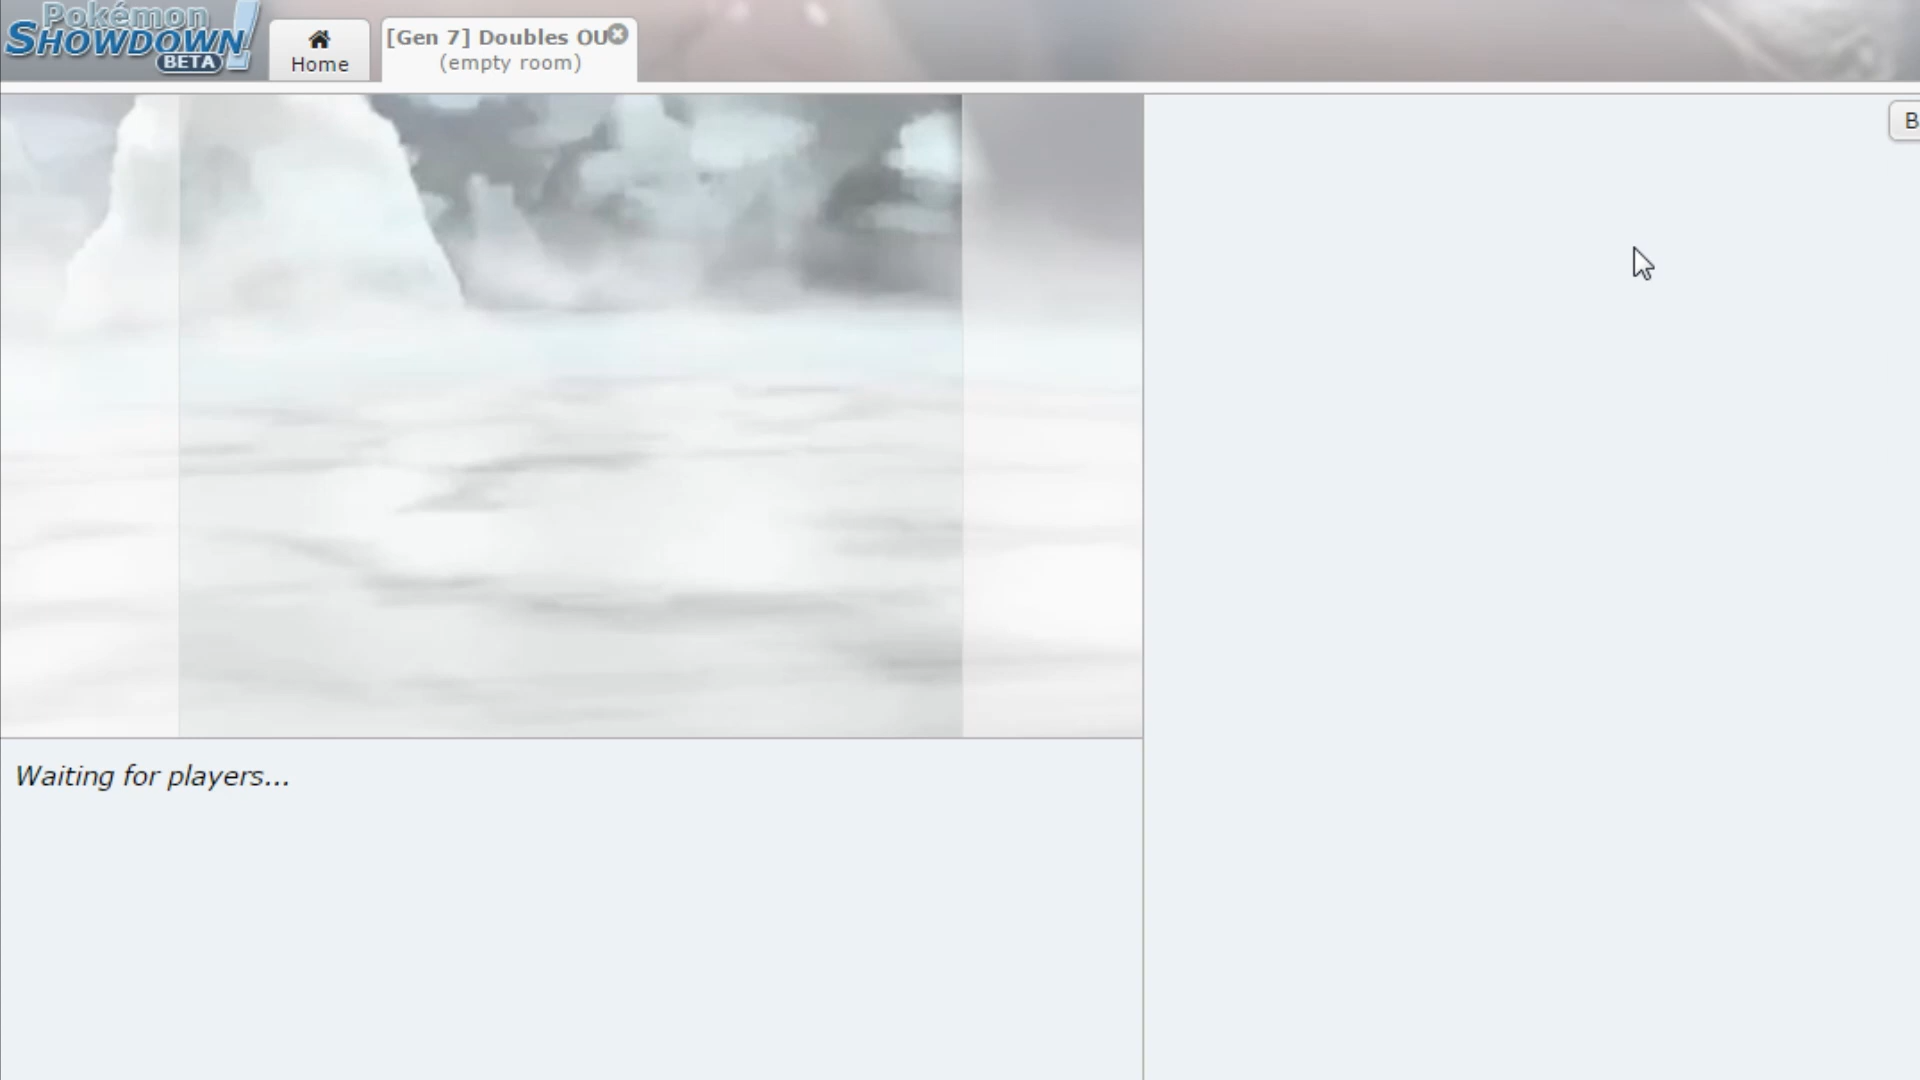 Pokémon
SHOWDOWN!
BETA
Home
[Gen 7] Doubles OU
(empty room)
B
Waiting for players...